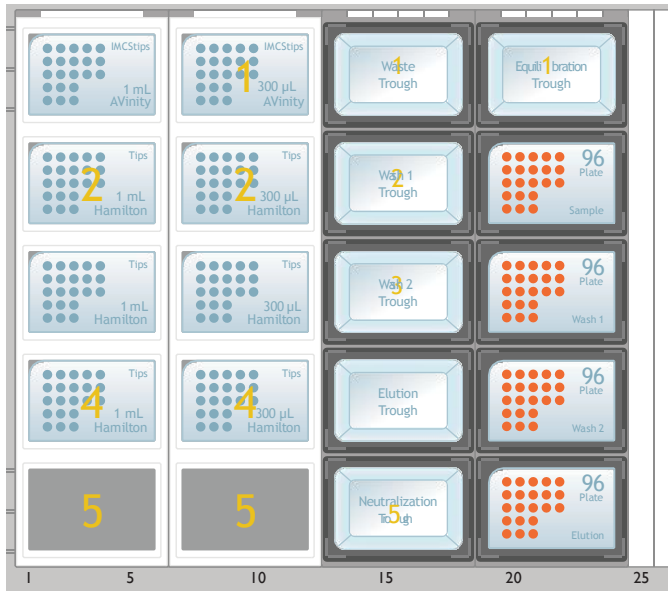 IMCStips
1 mL
AVinity
IMCStips
1
300 µL
AVinity
1
Waste
Trough
1
Equilibration
Trough
Tips
2
1 mL
Hamilton
Tips
2
300 µL
Hamilton
2
Wash 1
Trough
96
Plate
Sample
Tips
1 mL
Hamilton
Tips
300 µL
Hamilton
3
Wash 2
Trough
96
Plate
Wash 1
Tips
4
1 mL
Hamilton
Tips
4
300 µL
Hamilton
Elution
Trough
96
Plate
Wash 2
5
5
Neutralization
5
Trough
96
Plate
Elution
1 5 10 15 20 25